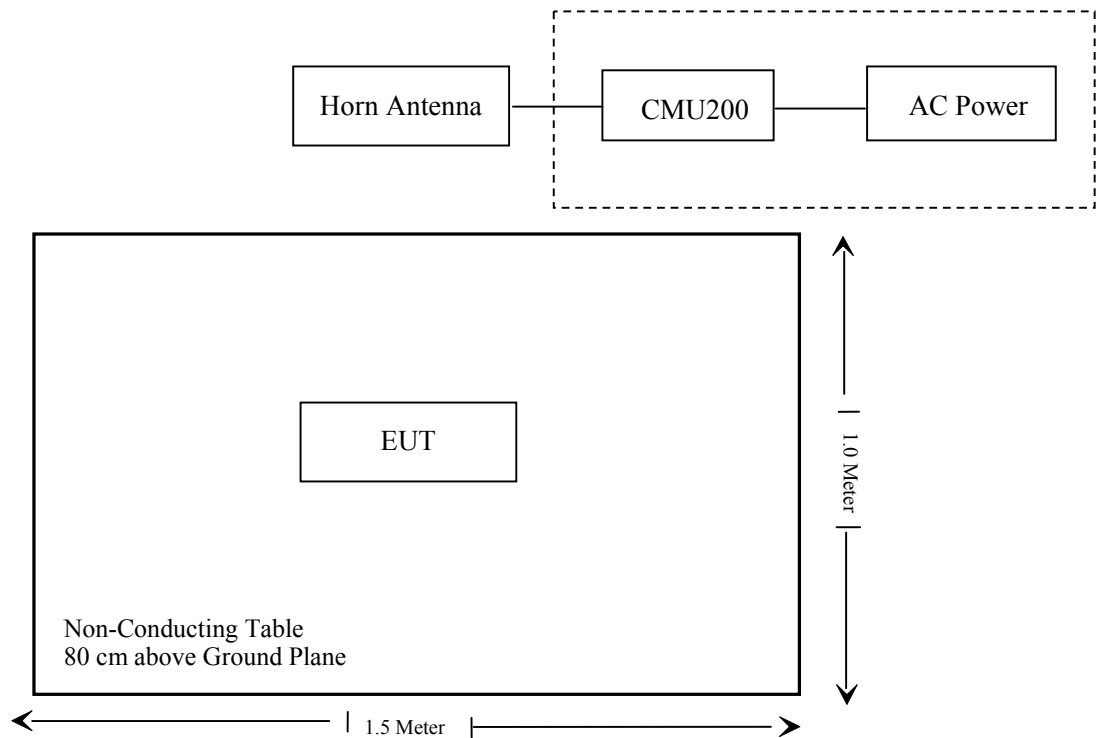 Horn Antenna
CMU200
AC Power
EUT
1.0 Meter
Non-Conducting Table
80 cm above Ground Plane
1.5 Meter